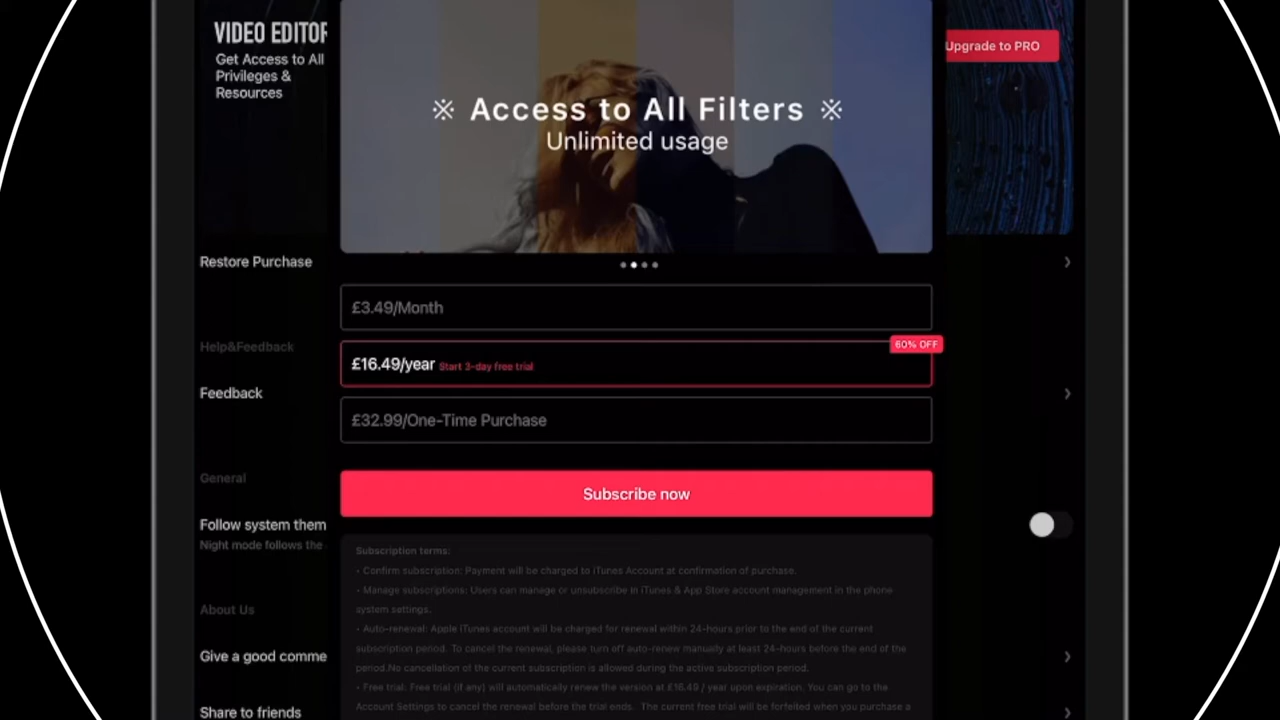 VIDEO EDITOR
Get Access to All
Privileges &
Resources
Upgrade to PRO
※ Access to All Filters ※
Unlimited usage
Restore Purchase
£3.49/Month
Help&Feedback
60% OFF
£16.49/year Start 3-day free trial
Feedback
£32.99/One-Time Purchase
General
Subscribe now
Follow system them
Night mode follows the
Subscription terms:
• Confirm subscription: Payment will be charged to iTunes Account at confirmation of purchase.
• Manage subscriptions: Users can manage or unsubscribe in iTunes & App Store account management in the phone
system settings.
• Auto-renewal: Apple iTunes account will be charged for renewal within 24-hours prior to the end of the current
subscription period. To cancel the renewal, please turn off auto-renew manually at least 24-hours before the end of the
period.No cancellation of the current subscription is allowed during the active subscription period.
• Free trial: Free trial (if any) will automatically renew the version at £16.49 / year upon expiration. You can go to the
Account Settings to cancel the renewal before the trial ends. The current free trial will be forfeited when you purchase a
About Us
Give a good comme
Share to friends